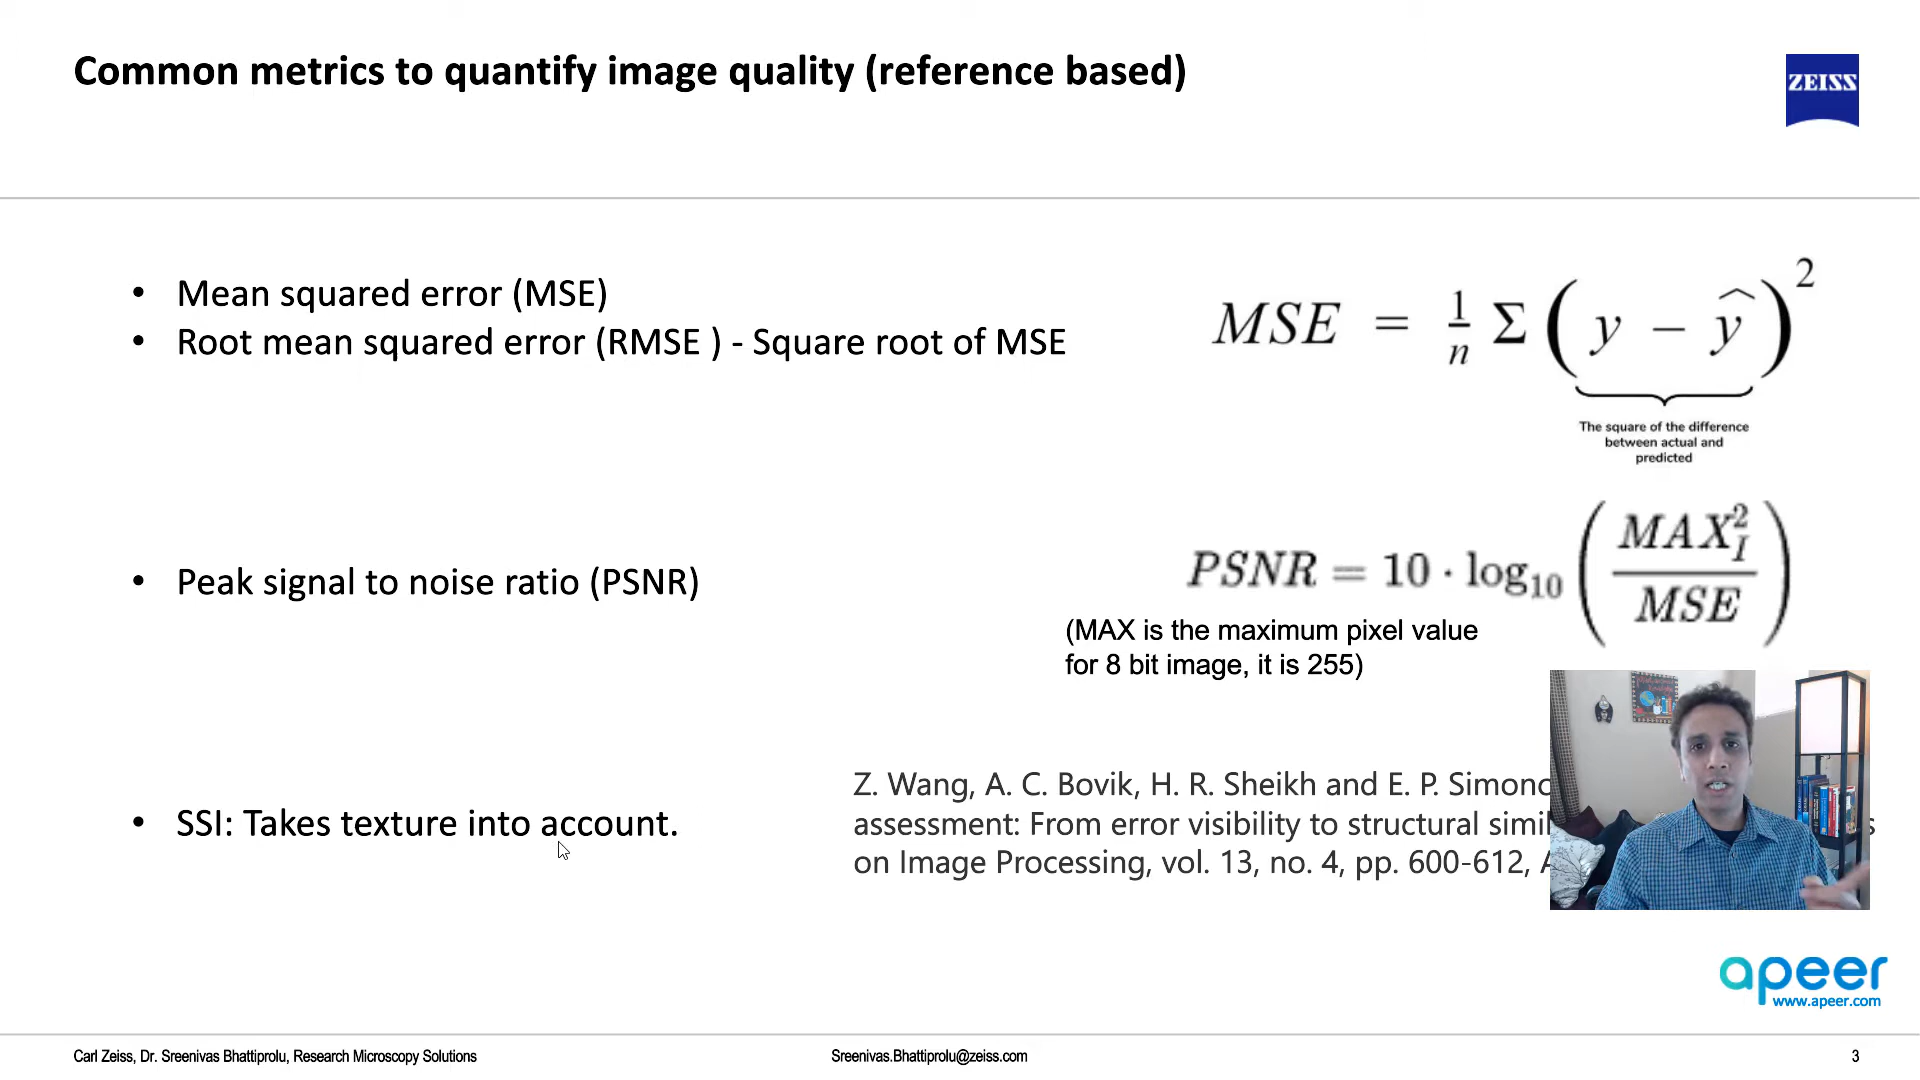 Common metrics to quantify image quality (reference based)
ZEISS
• Mean squared error (MSE)
• Root mean squared error (RMSE ) - Square root of MSE
MSE = 1/n Σ (y − ŷ)²
The square of the difference
between actual and
predicted
• Peak signal to noise ratio (PSNR)
PSNR = 10 · log₁₀ (MAX_I² / MSE)
(MAX is the maximum pixel value
for 8 bit image, it is 255)
• SSI: Takes texture into account.
Z. Wang, A. C. Bovik, H. R. Sheikh and E. P.
assessment: From error visibility to structural
on Image Processing, vol. 13, no. 4, pp. 600-612,
apeer
www.apeer.com
Carl Zeiss, Dr. Sreenivas Bhattiprolu, Research Microscopy Solutions
Sreenivas.Bhattiprolu@zeiss.com
3